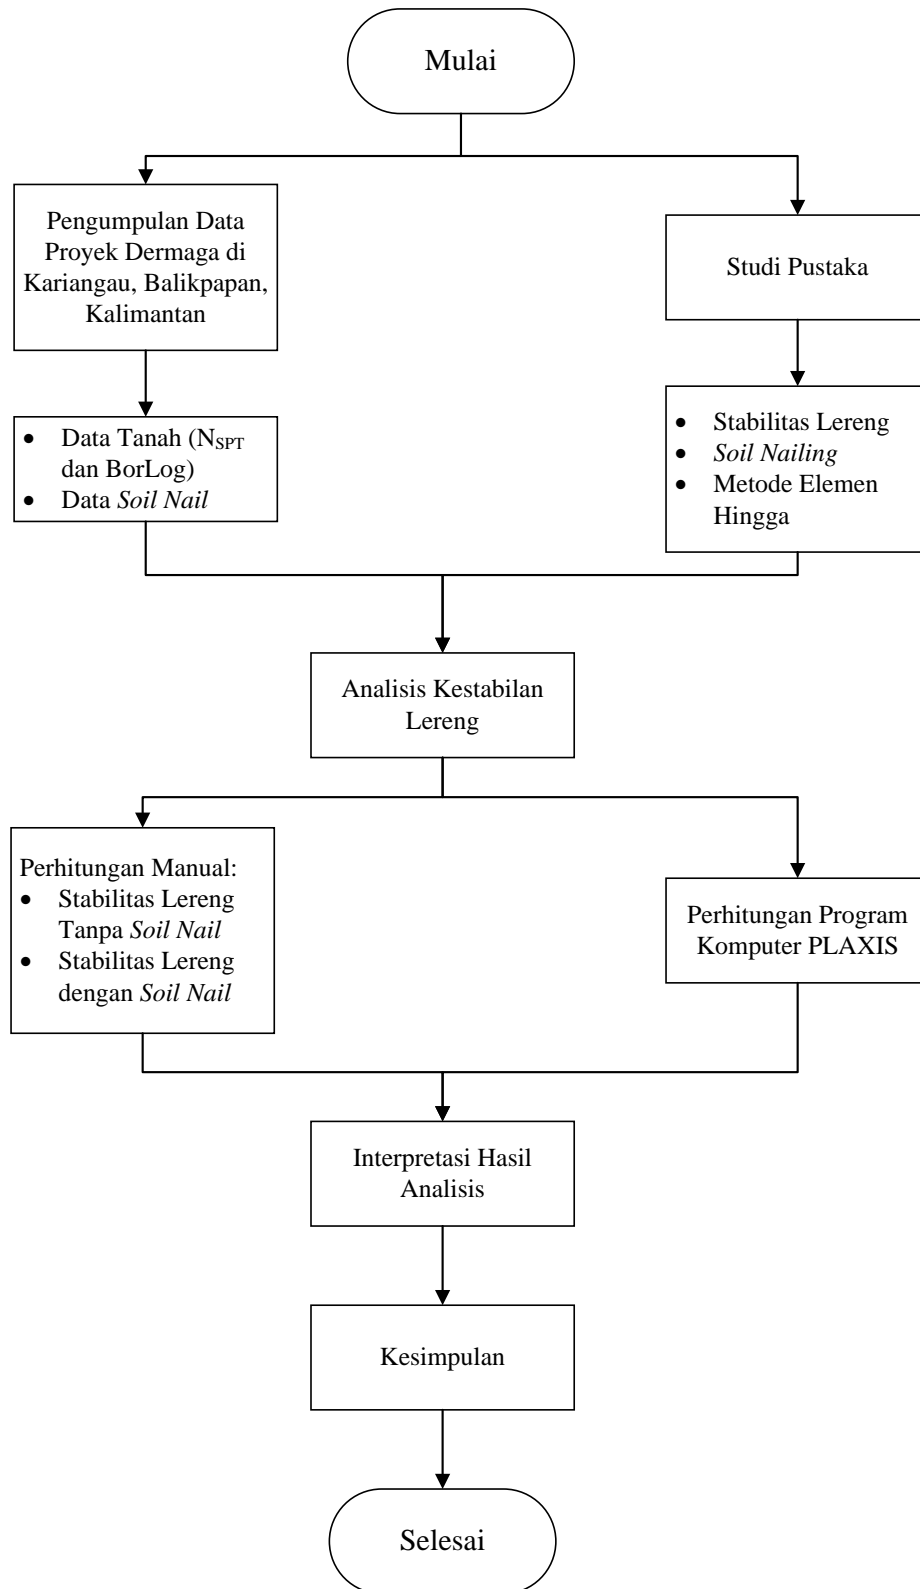 Mulai
Pengumpulan Data
Proyek Dermaga di
Kariangau, Balikpapan,
Kalimantan
Studi Pustaka
• Data Tanah (NSPT
dan BorLog)
• Data Soil Nail
• Stabilitas Lereng
• Soil Nailing
• Metode Elemen
Hingga
Analisis Kestabilan
Lereng
Perhitungan Manual:
• Stabilitas Lereng
Tanpa Soil Nail
• Stabilitas Lereng
dengan Soil Nail
Perhitungan Program
Komputer PLAXIS
Interpretasi Hasil
Analisis
Kesimpulan
Selesai